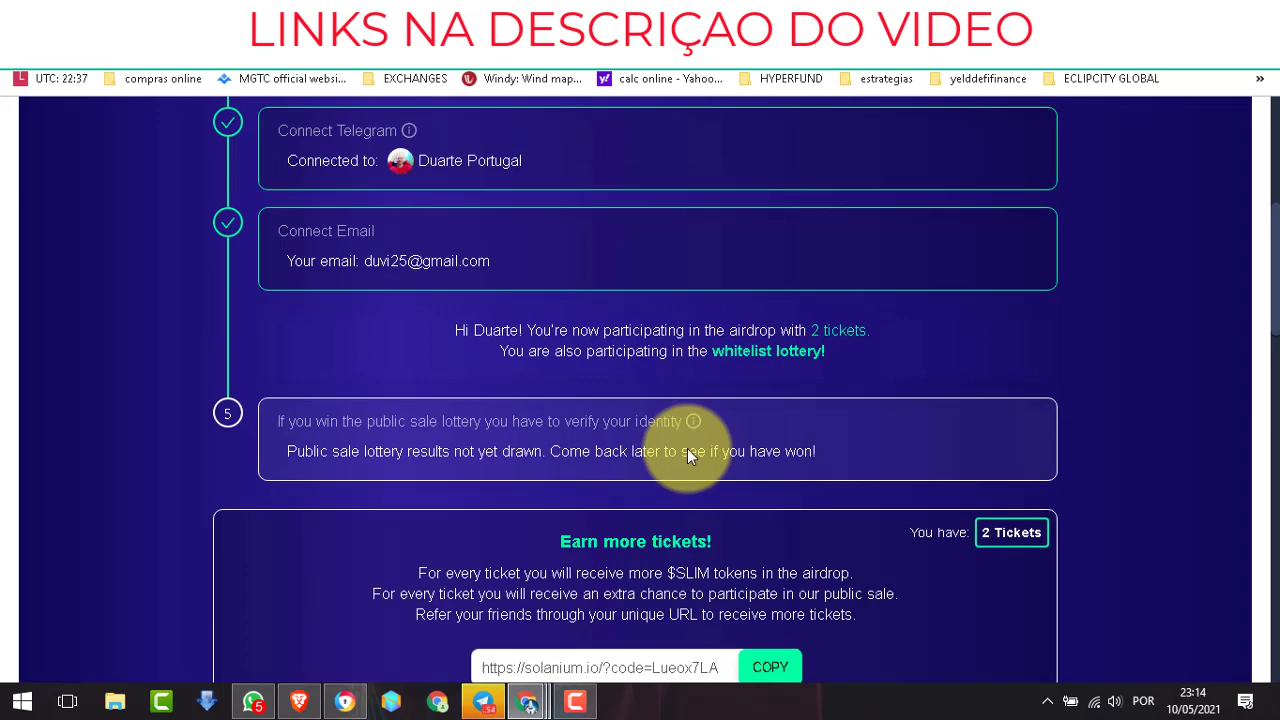 LINKS NA DESCRIÇAO DO VIDEO
UTC: 22:37 compras online MGTC official websi... EXCHANGES Windy: Wind map... calc online - Yahoo... HYPERFUND estrategias yelddefifinance ECLIPCITY GLOBAL »
Connect Telegram
Connected to: Duarte Portugal
Connect Email
Your email: duvi25@gmail.com
Hi Duarte! You're now participating in the airdrop with 2 tickets.
You are also participating in the whitelist lottery!
5
If you win the public sale lottery you have to verify your identity
Public sale lottery results not yet drawn. Come back later to see if you have won!
You have: 2 Tickets
Earn more tickets!
For every ticket you will receive more $SLIM tokens in the airdrop.
For every ticket you will receive an extra chance to participate in our public sale.
Refer your friends through your unique URL to receive more tickets.
https://solanium.io/?code=Lueox7LA COPY
5 54 POR 23:14
10/05/2021